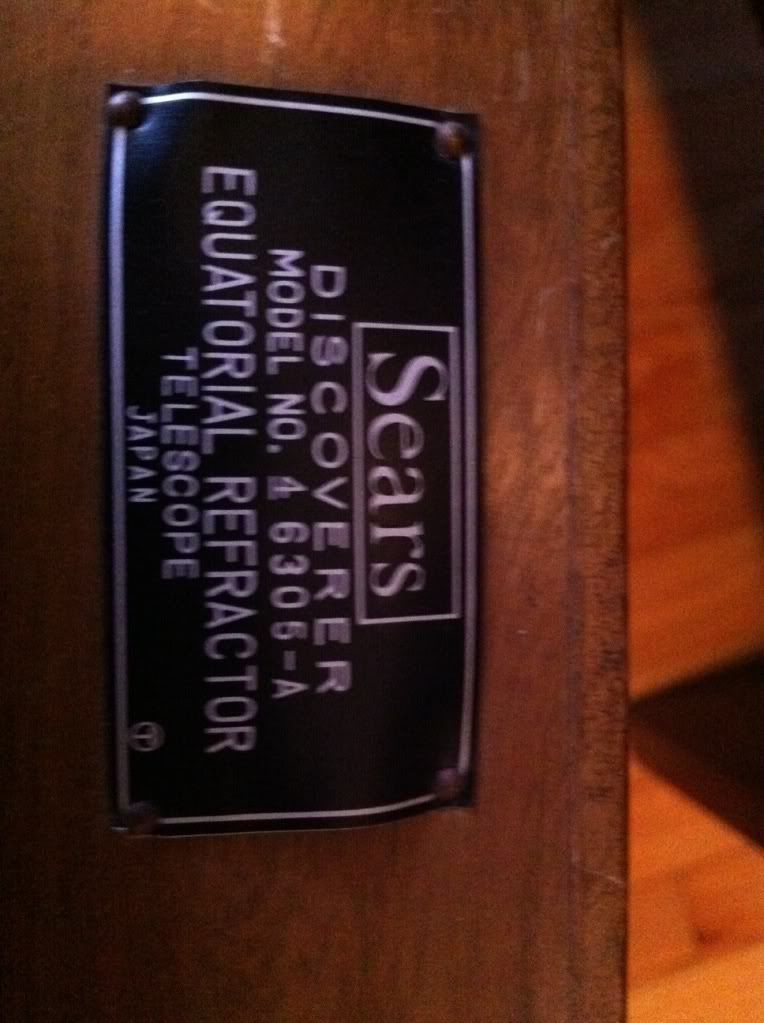 Sears
DISCOVERER
MODEL NO. 4 6305-A
EQUATORIAL REFRACTOR
TELESCOPE
JAPAN